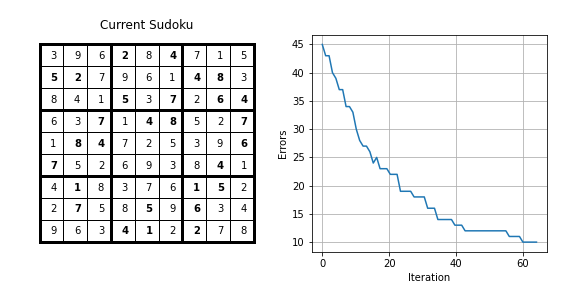 Current Sudoku
3 9 6 2 8 4 7 1 5
5 2 7 9 6 1 4 8 3
8 4 1 5 3 7 2 6 4
6 3 7 1 4 8 5 2 7
1 8 4 7 2 5 3 9 6
7 5 2 6 9 3 8 4 1
4 1 8 3 7 6 1 5 2
2 7 5 8 5 9 6 3 4
9 6 3 4 1 2 2 7 8
Errors
45
40
35
30
25
20
15
10
0 20 40 60
Iteration